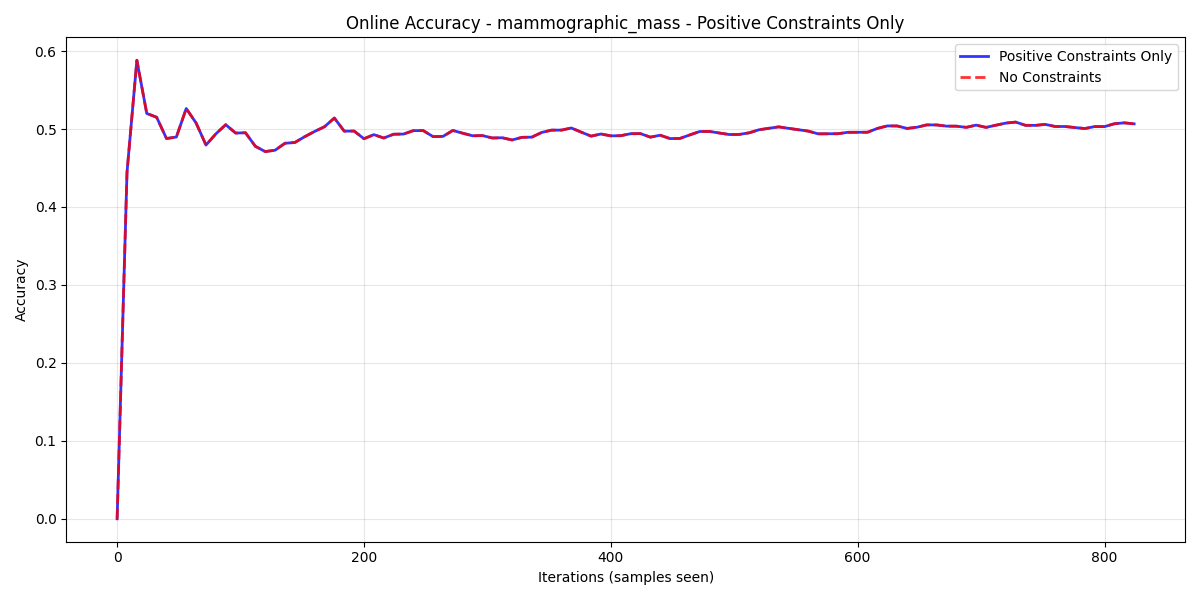 Online Accuracy - mammographic_mass - Positive Constraints Only
Positive Constraints Only
No Constraints
0.6
0.5
0.4
0.3
0.2
0.1
0.0
Accuracy
0
200
400
600
800
Iterations (samples seen)